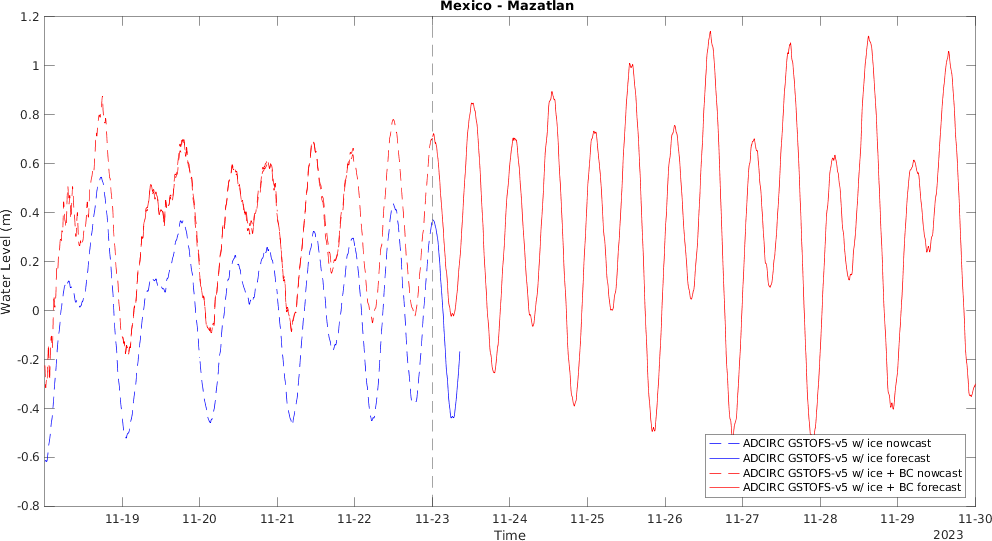 Mexico - Mazatlan
1.2
1
0.8
0.6
0.4
0.2
0
-0.2
-0.4
-0.6
-0.8
Water Level (m)
ADCIRC GSTOFS-v5 w/ ice nowcast
ADCIRC GSTOFS-v5 w/ ice forecast
ADCIRC GSTOFS-v5 w/ ice + BC nowcast
ADCIRC GSTOFS-v5 w/ ice + BC forecast
11-19 11-20 11-21 11-22 11-23 11-24 11-25 11-26 11-27 11-28 11-29 11-30
Time
2023